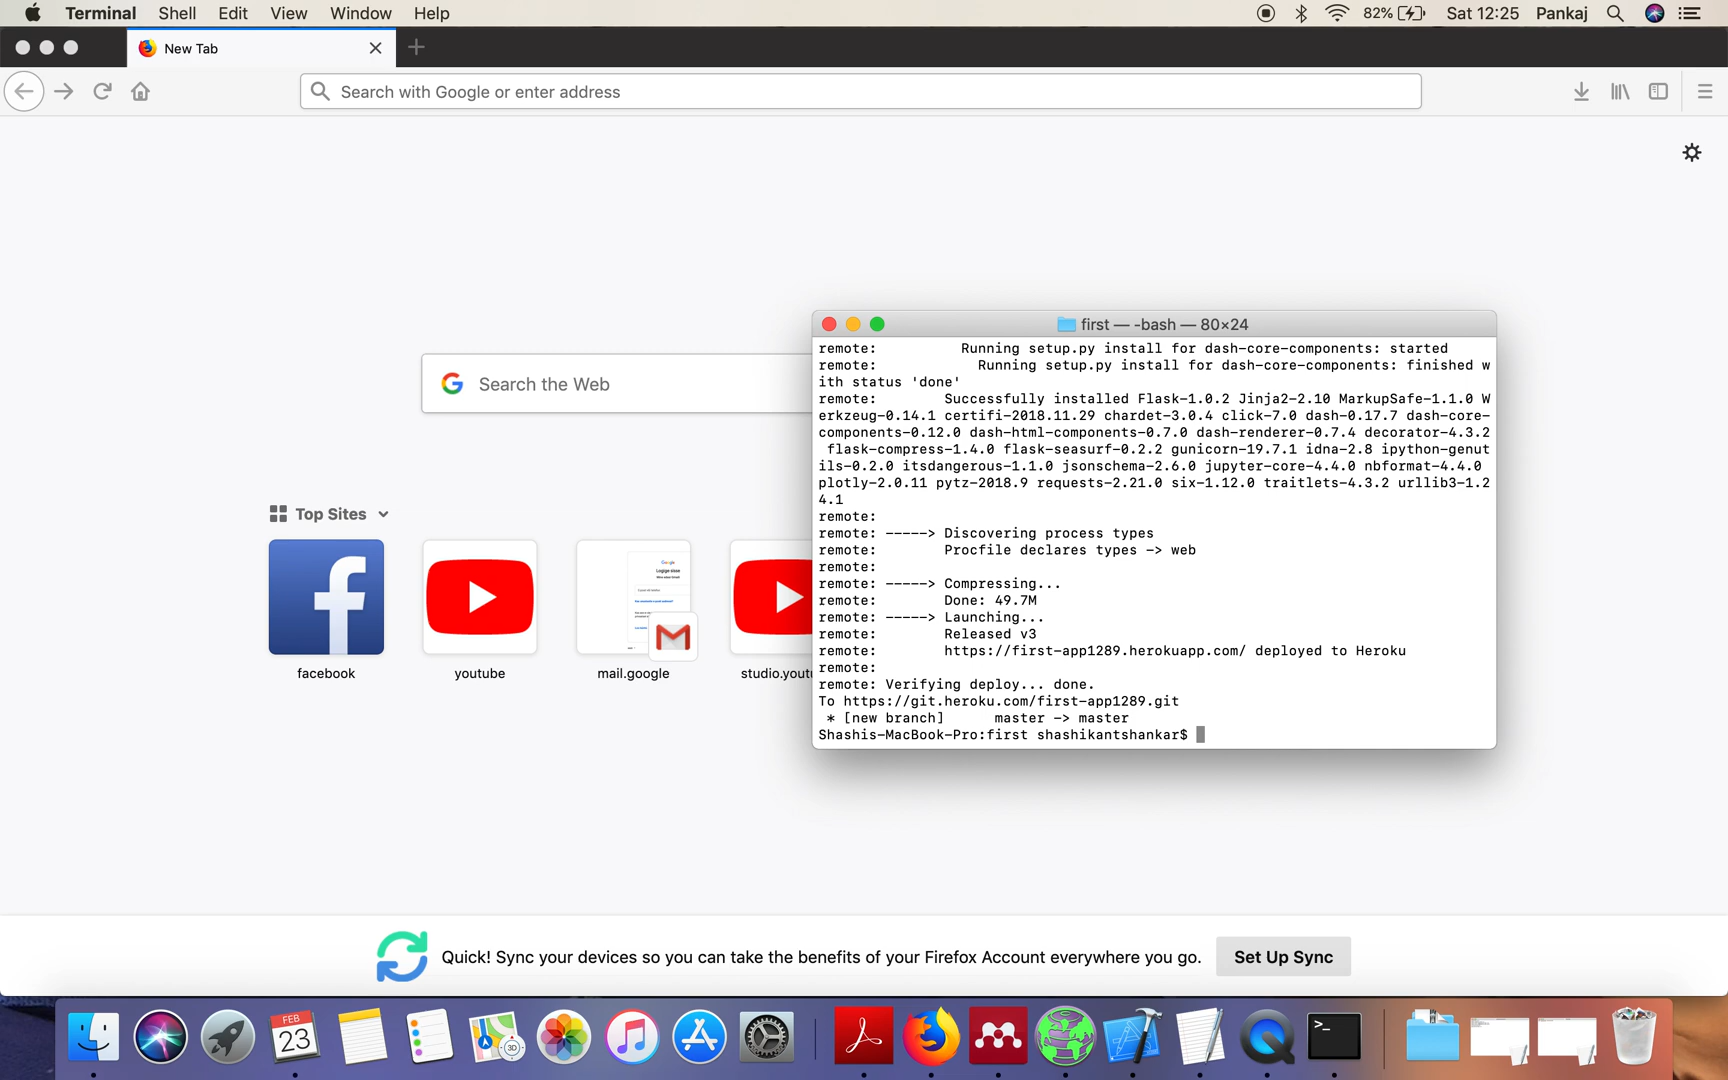 Terminal Shell Edit View Window Help 82% Sat 12:25 Pankaj
New Tab
Search with Google or enter address
first — -bash — 80×24
remote:          Running setup.py install for dash-core-components: started
remote:            Running setup.py install for dash-core-components: finished w
ith status 'done'
remote:        Successfully installed Flask-1.0.2 Jinja2-2.10 MarkupSafe-1.1.0 W
erkzeug-0.14.1 certifi-2018.11.29 chardet-3.0.4 click-7.0 dash-0.17.7 dash-core-
components-0.12.0 dash-html-components-0.7.0 dash-renderer-0.7.4 decorator-4.3.2
flask-compress-1.4.0 flask-seasurf-0.2.2 gunicorn-19.7.1 idna-2.8 ipython-genut
ils-0.2.0 itsdangerous-1.1.0 jsonschema-2.6.0 jupyter-core-4.4.0 nbformat-4.4.0
plotly-2.0.11 pytz-2018.9 requests-2.21.0 six-1.12.0 traitlets-4.3.2 urllib3-1.2
4.1
remote:
remote: -----> Discovering process types
remote:        Procfile declares types -> web
remote:
remote: -----> Compressing...
remote:        Done: 49.7M
remote: -----> Launching...
remote:        Released v3
remote:        https://first-app1289.herokuapp.com/ deployed to Heroku
remote:
remote: Verifying deploy... done.
To https://git.heroku.com/first-app1289.git
* [new branch]      master -> master
Shashis-MacBook-Pro:first shashikantshankar$
Search the Web
Top Sites
Google
facebook youtube mail.google studio.yout
Quick! Sync your devices so you can take the benefits of your Firefox Account everywhere you go. Set Up Sync
FEB
23
3D
>_